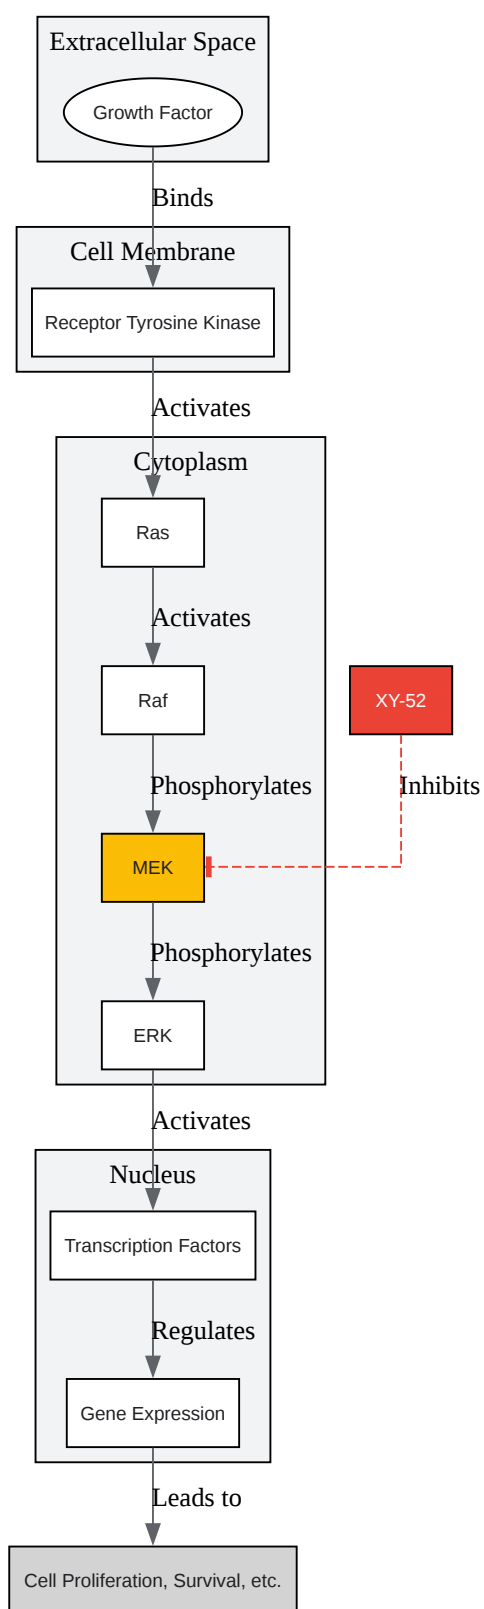 Extracellular Space
Growth Factor
Binds
Cell Membrane
Receptor Tyrosine Kinase
Activates
Cytoplasm
Ras
Activates
Raf
XY-52
Phosphorylates
Inhibits
MEK
Phosphorylates
ERK
Activates
Nucleus
Transcription Factors
Regulates
Gene Expression
Leads to
Cell Proliferation, Survival, etc.